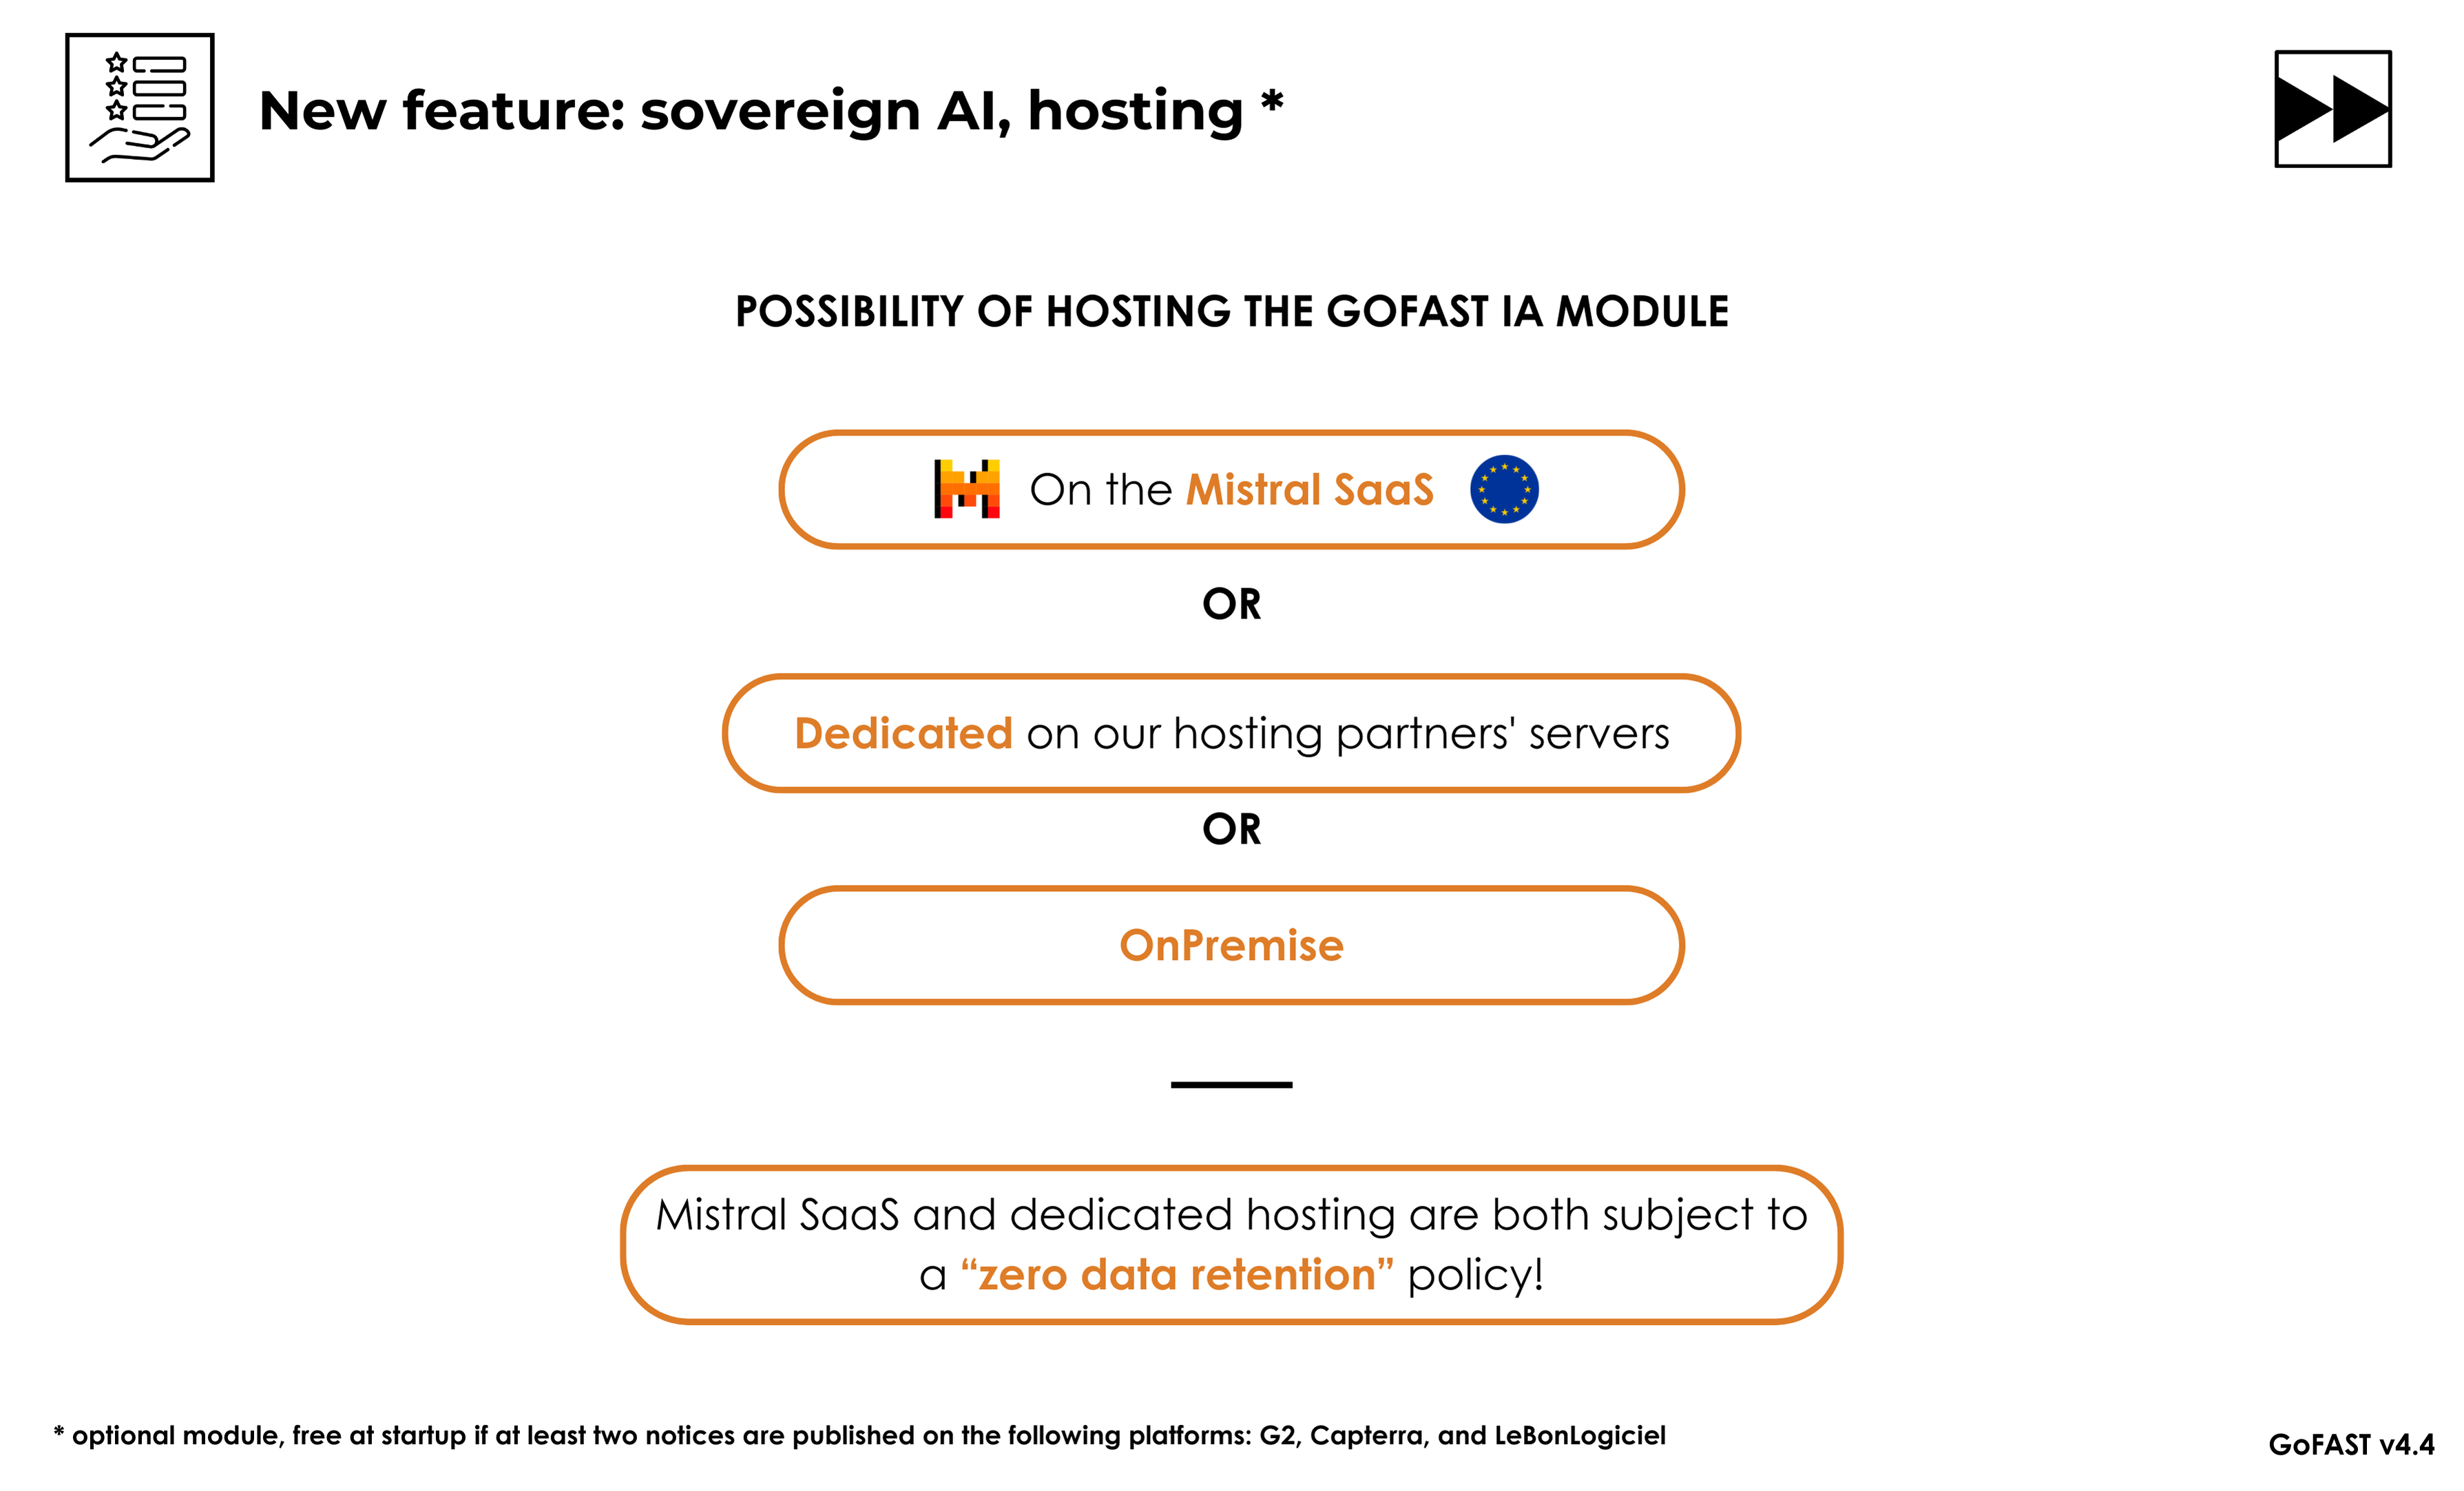 New feature: sovereign AI, hosting *
POSSIBILITY OF HOSTING THE GOFAST IA MODULE
On the Mistral SaaS
OR
Dedicated on our hosting partners' servers
OR
OnPremise
Mistral SaaS and dedicated hosting are both subject to
a “zero data retention” policy!
* optional module, free at startup if at least two notices are published on the following platforms: G2, Capterra, and LeBonLogiciel
GoFAST v4.4